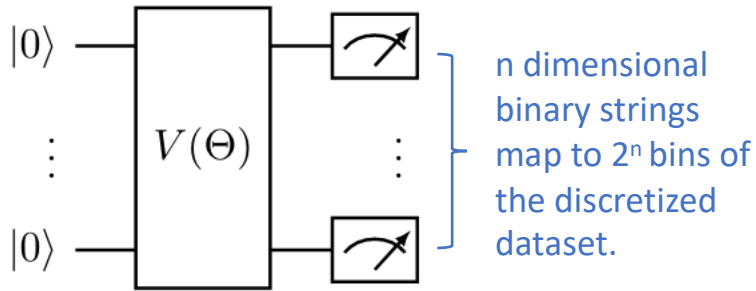 |0⟩
⋮
|0⟩
V(Θ)
⋮
n dimensional
binary strings
map to 2ⁿ bins of
the discretized
dataset.